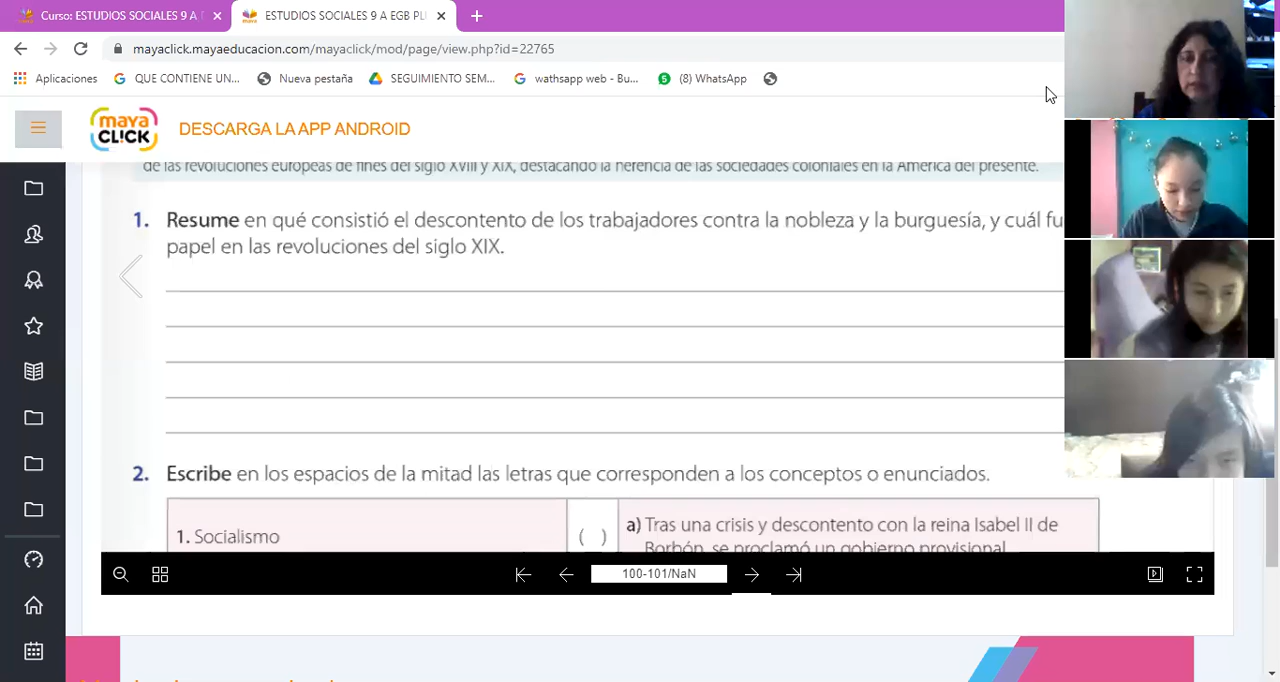 Curso: ESTUDIOS SOCIALES 9 A
ESTUDIOS SOCIALES 9 A EGB PLU
mayaclick.mayaeducacion.com/mayaclick/mod/page/view.php?id=22765
Aplicaciones
QUE CONTIENE UN...
Nueva pestaña
SEGUIMIENTO SEM...
wathsapp web - Bu...
5
(8) WhatsApp
maya CLICK
DESCARGA LA APP ANDROID
de las revoluciones europeas de fines del siglo XVIII y XIX, destacando la herencia de las sociedades coloniales en la América del presente.
1. Resume en qué consistió el descontento de los trabajadores contra la nobleza y la burguesía, y cuál fu
papel en las revoluciones del siglo XIX.
2. Escribe en los espacios de la mitad las letras que corresponden a los conceptos o enunciados.
1. Socialismo
( )
a) Tras una crisis y descontento con la reina Isabel II de
Borbón, se proclamó un gobierno provisional
100-101/NaN